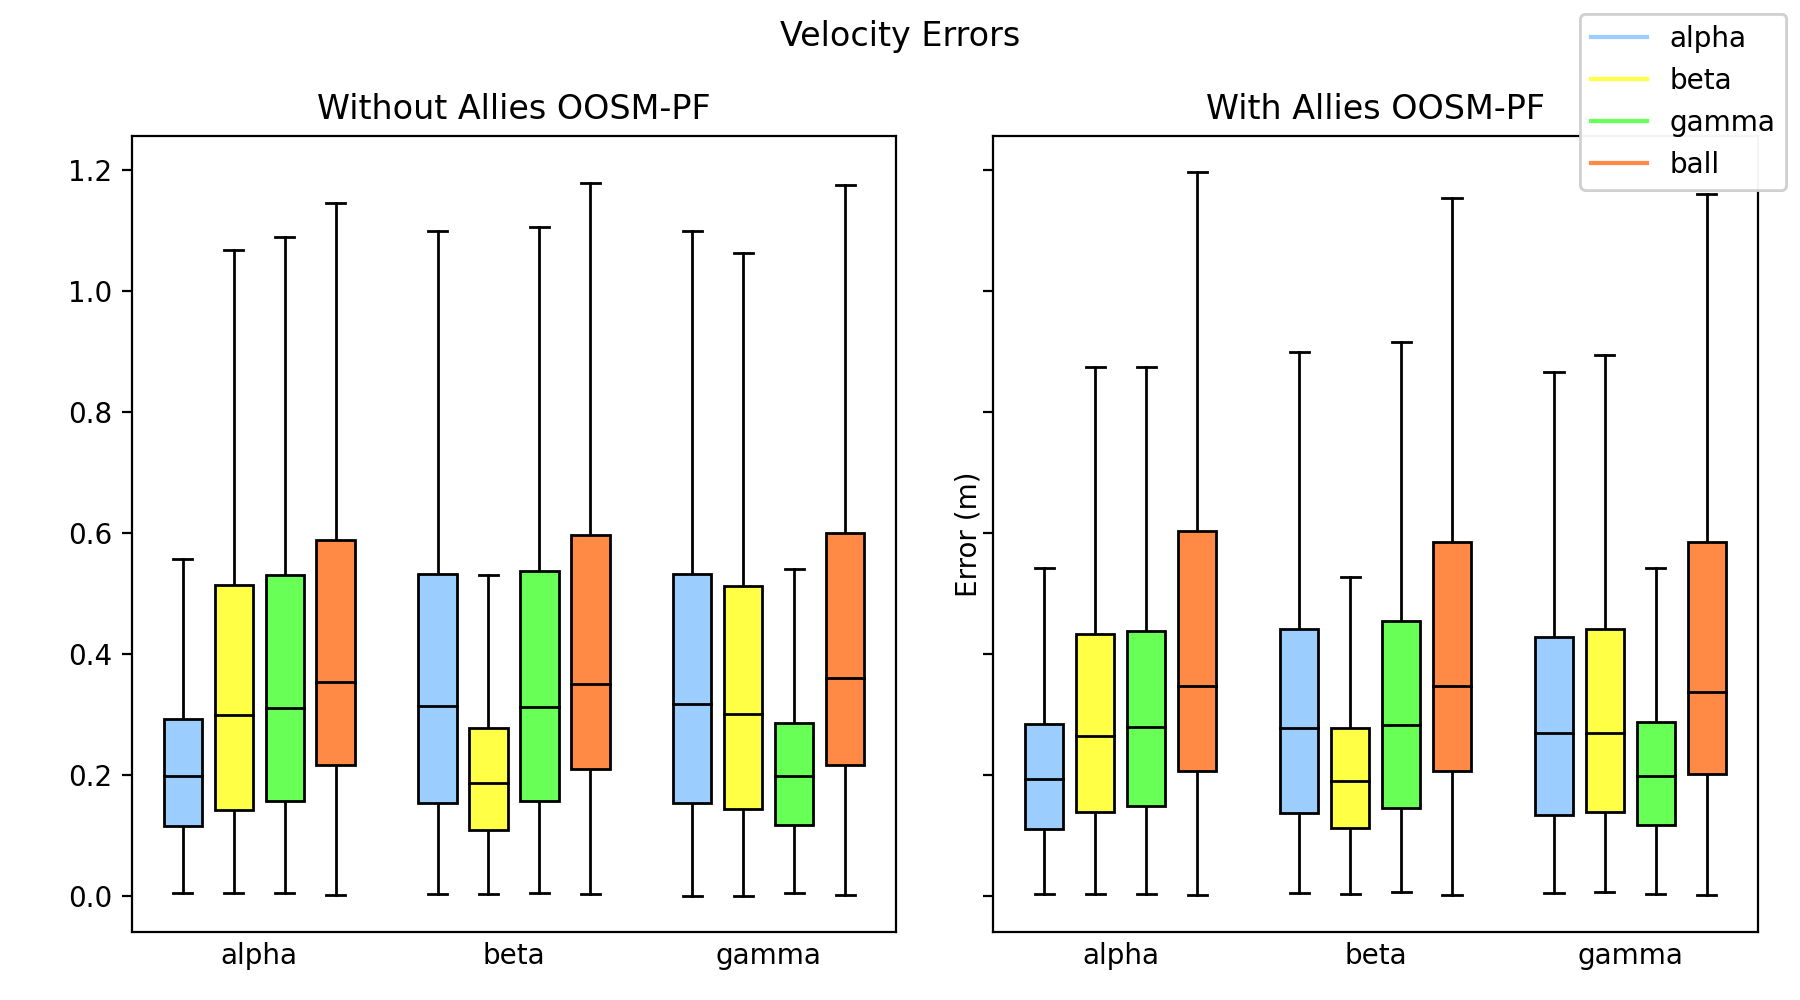 Velocity Errors
alpha
beta
gamma
ball
Without Allies OOSM-PF
With Allies OOSM-PF
1.2
1.0
0.8
0.6
0.4
0.2
0.0
Error (m)
alpha beta gamma
alpha beta gamma